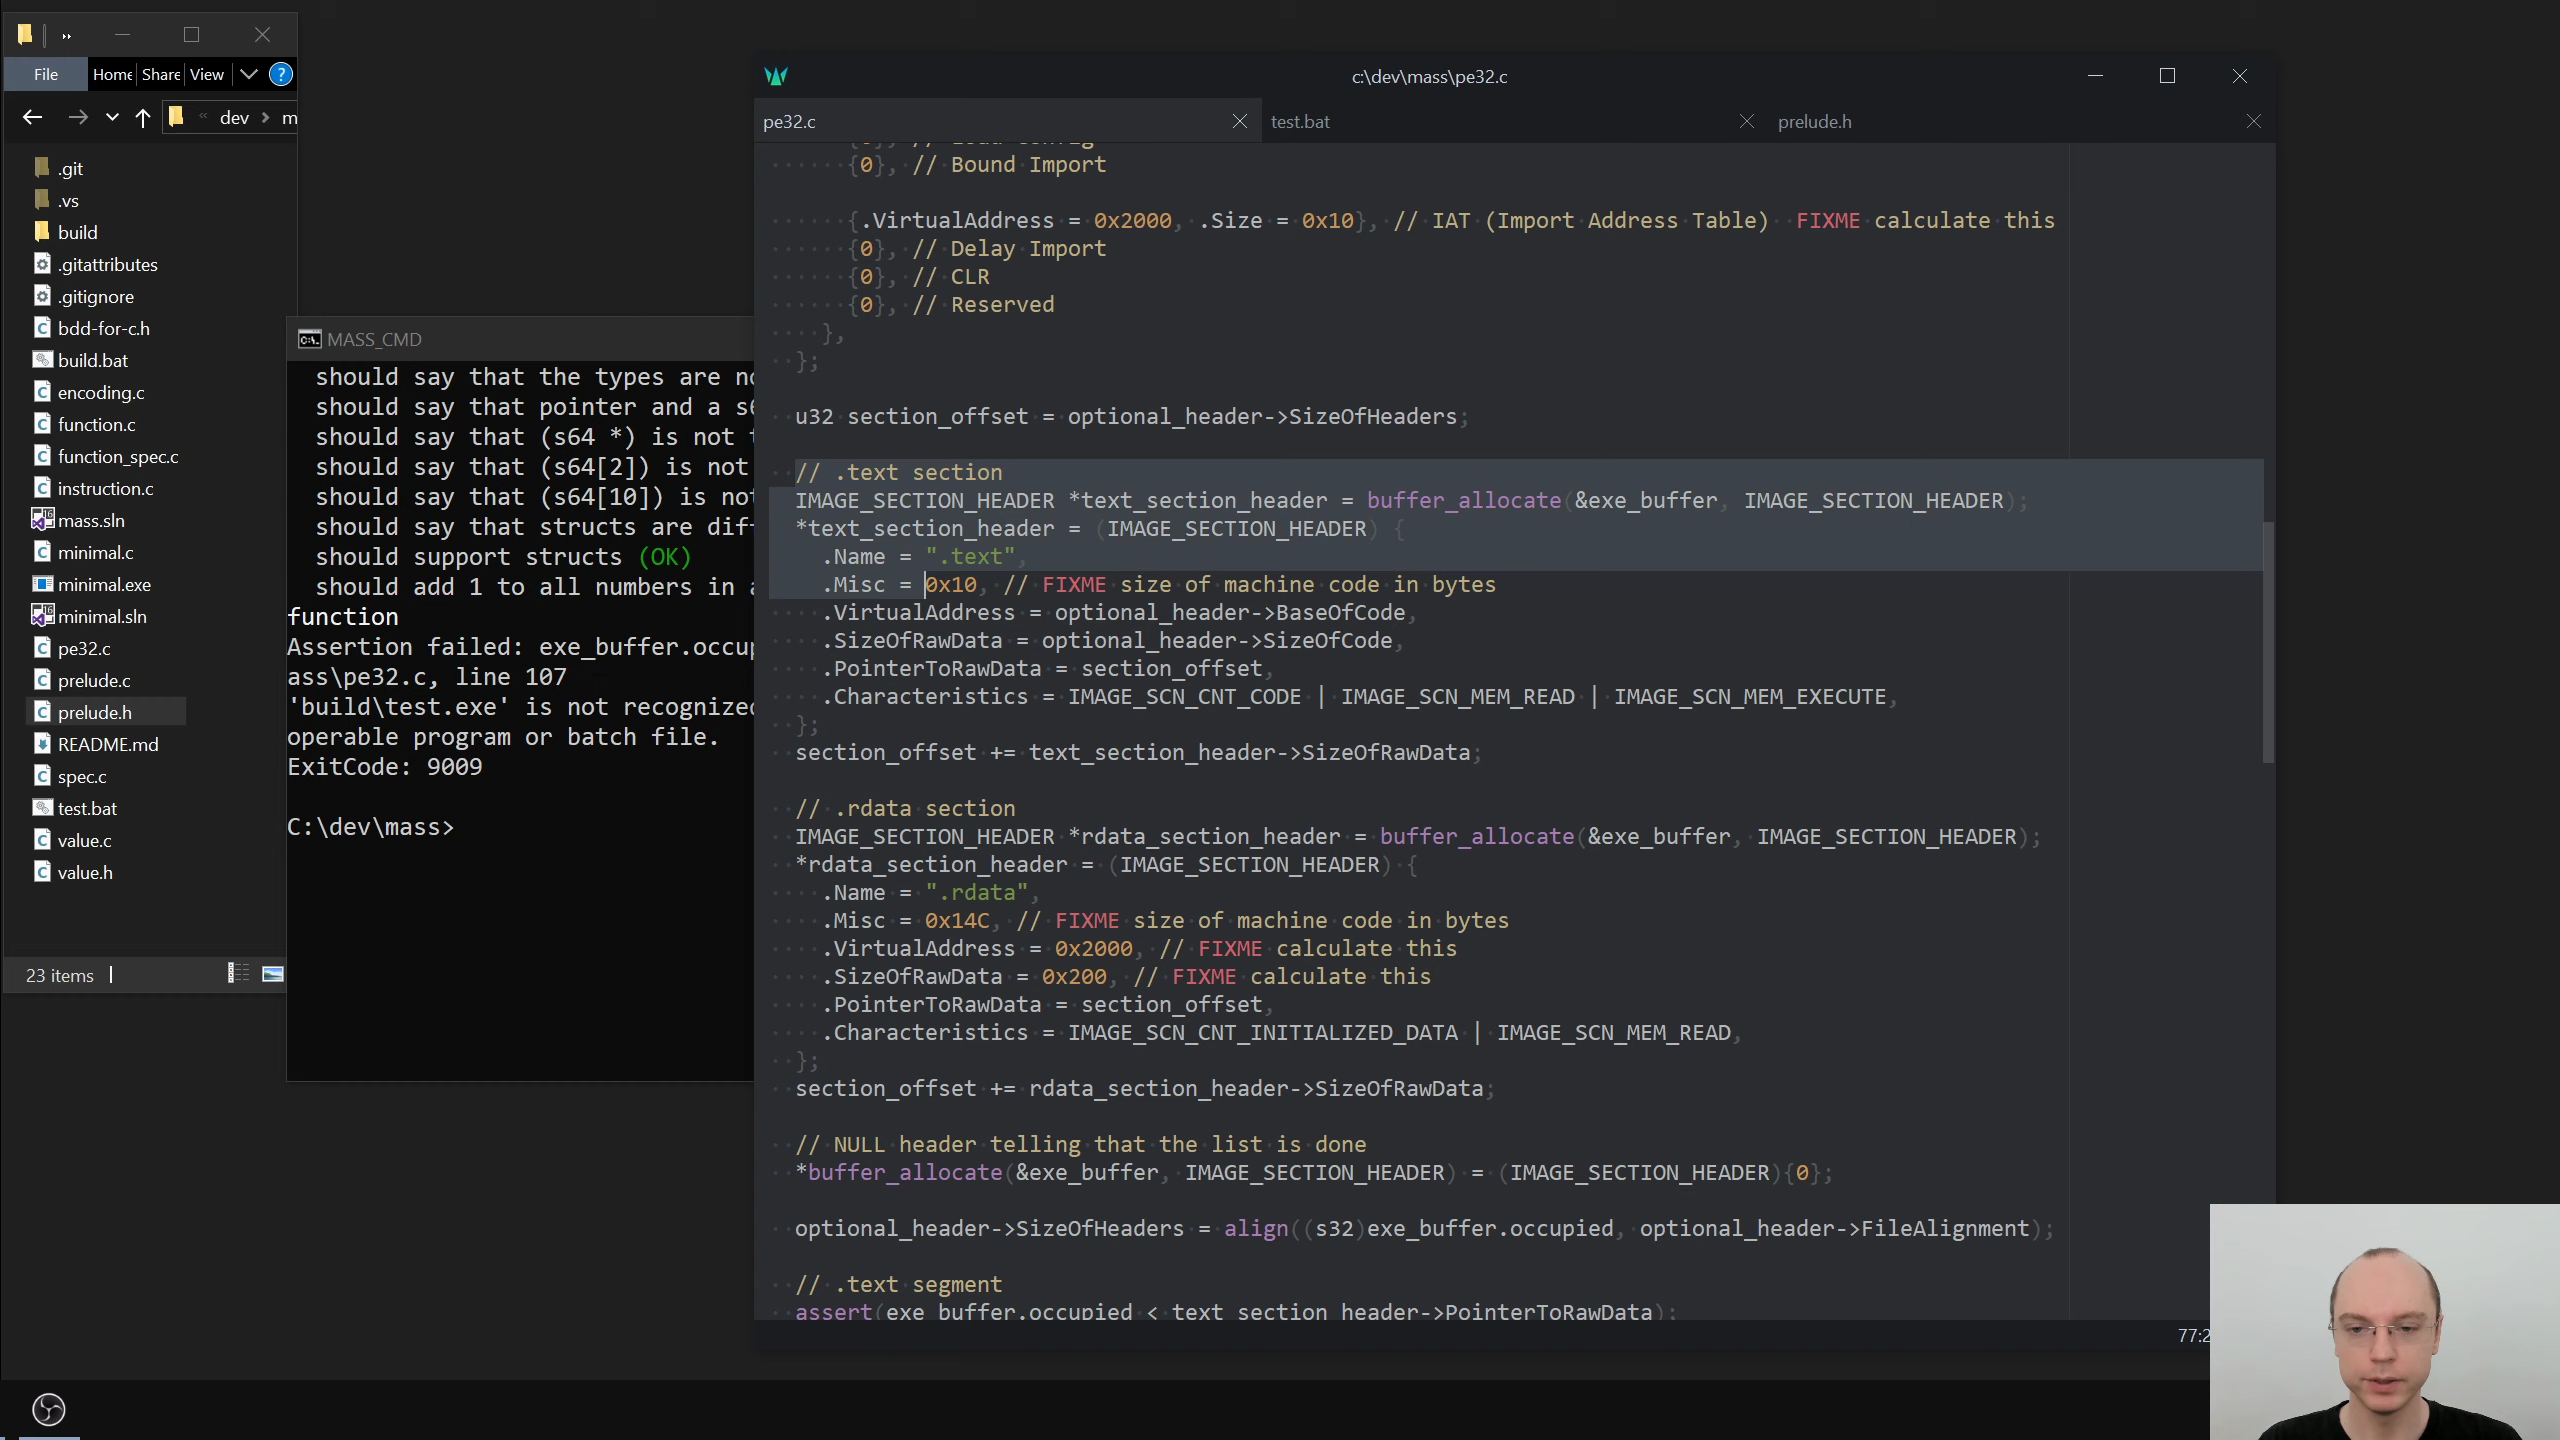 File
Home
Share
View
dev
m
.git
.vs
build
.gitattributes
.gitignore
bdd-for-c.h
build.bat
encoding.c
function.c
function_spec.c
instruction.c
mass.sln
minimal.c
minimal.exe
minimal.sln
pe32.c
prelude.c
prelude.h
README.md
spec.c
test.bat
value.c
value.h
23 items
MASS_CMD
should say that the types are no
should say that pointer and a s
should say that (s64 *) is not
should say that (s64[2]) is not
should say that (s64[10]) is no
should say that structs are dif
should support structs (OK)
should add 1 to all numbers in a
function
Assertion failed: exe_buffer.occup
ass\pe32.c, line 107
'build\test.exe' is not recognized
operable program or batch file.
ExitCode: 9009
C:\dev\mass>
c:\dev\mass\pe32.c
pe32.c
test.bat
prelude.h
{0}, // Bound Import
{.VirtualAddress = 0x2000, .Size = 0x10}, // IAT (Import Address Table)  FIXME calculate this
{0}, // Delay Import
{0}, // CLR
{0}, // Reserved
},
};
u32 section_offset = optional_header->SizeOfHeaders;
// .text section
IMAGE_SECTION_HEADER *text_section_header = buffer_allocate(&exe_buffer, IMAGE_SECTION_HEADER);
*text_section_header = (IMAGE_SECTION_HEADER) {
.Name = ".text",
.Misc = 0x10, // FIXME size of machine code in bytes
.VirtualAddress = optional_header->BaseOfCode,
.SizeOfRawData = optional_header->SizeOfCode,
.PointerToRawData = section_offset,
.Characteristics = IMAGE_SCN_CNT_CODE | IMAGE_SCN_MEM_READ | IMAGE_SCN_MEM_EXECUTE,
};
section_offset += text_section_header->SizeOfRawData;
// .rdata section
IMAGE_SECTION_HEADER *rdata_section_header = buffer_allocate(&exe_buffer, IMAGE_SECTION_HEADER);
*rdata_section_header = (IMAGE_SECTION_HEADER) {
.Name = ".rdata",
.Misc = 0x14C, // FIXME size of machine code in bytes
.VirtualAddress = 0x2000, // FIXME calculate this
.SizeOfRawData = 0x200, // FIXME calculate this
.PointerToRawData = section_offset,
.Characteristics = IMAGE_SCN_CNT_INITIALIZED_DATA | IMAGE_SCN_MEM_READ,
};
section_offset += rdata_section_header->SizeOfRawData;
// NULL header telling that the list is done
*buffer_allocate(&exe_buffer, IMAGE_SECTION_HEADER) = (IMAGE_SECTION_HEADER){0};
optional_header->SizeOfHeaders = align((s32)exe_buffer.occupied, optional_header->FileAlignment);
// .text segment
assert(exe_buffer.occupied < text_section_header->PointerToRawData);
77:2